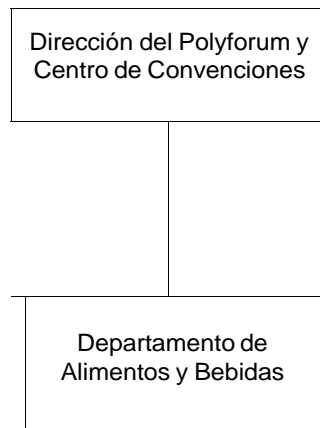 Dirección del Polyforum y
Centro de Convenciones
Departamento de
Alimentos y Bebidas